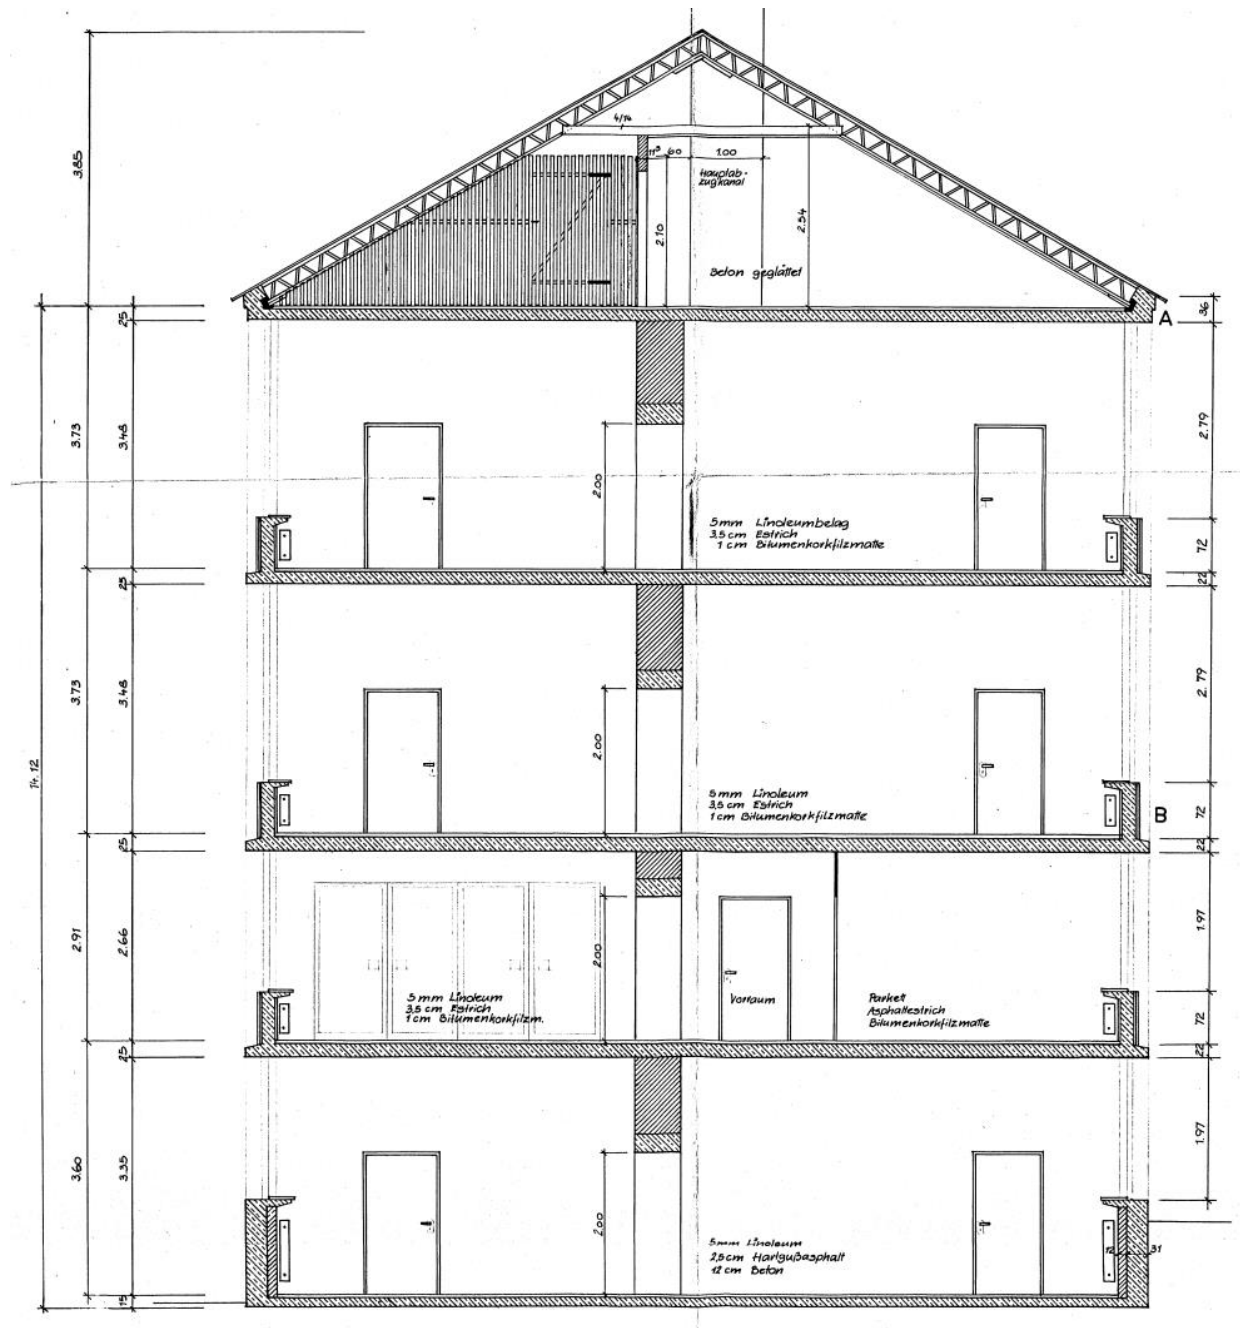 3.85
4/14
11⁵ 60 1.00
Hauptab-
zugkanal
2.10
2.54
Beton geglättet
25
36
A
3.73
3.48
2.79
2.00
5mm Linoleumbelag
3,5 cm Estrich
1 cm Bitumenkorkfilzmatte
72
25
22
14.12
3.73
3.48
2.79
2.00
5mm Linoleum
3,5 cm Estrich
1 cm Bitumenkorkfilzmatte
72
B
25
22
2.91
2.66
1.97
2.00
5mm Linoleum
3,5 cm Estrich
1 cm Bitumenkorkfilzm.
Vorraum
Parkett
Asphaltestrich
Bitumenkorkfilzmatte
72
25
22
3.60
3.35
1.97
2.00
5mm Linoleum
2,5cm Hartgußasphalt
12 cm Beton
12 31
15